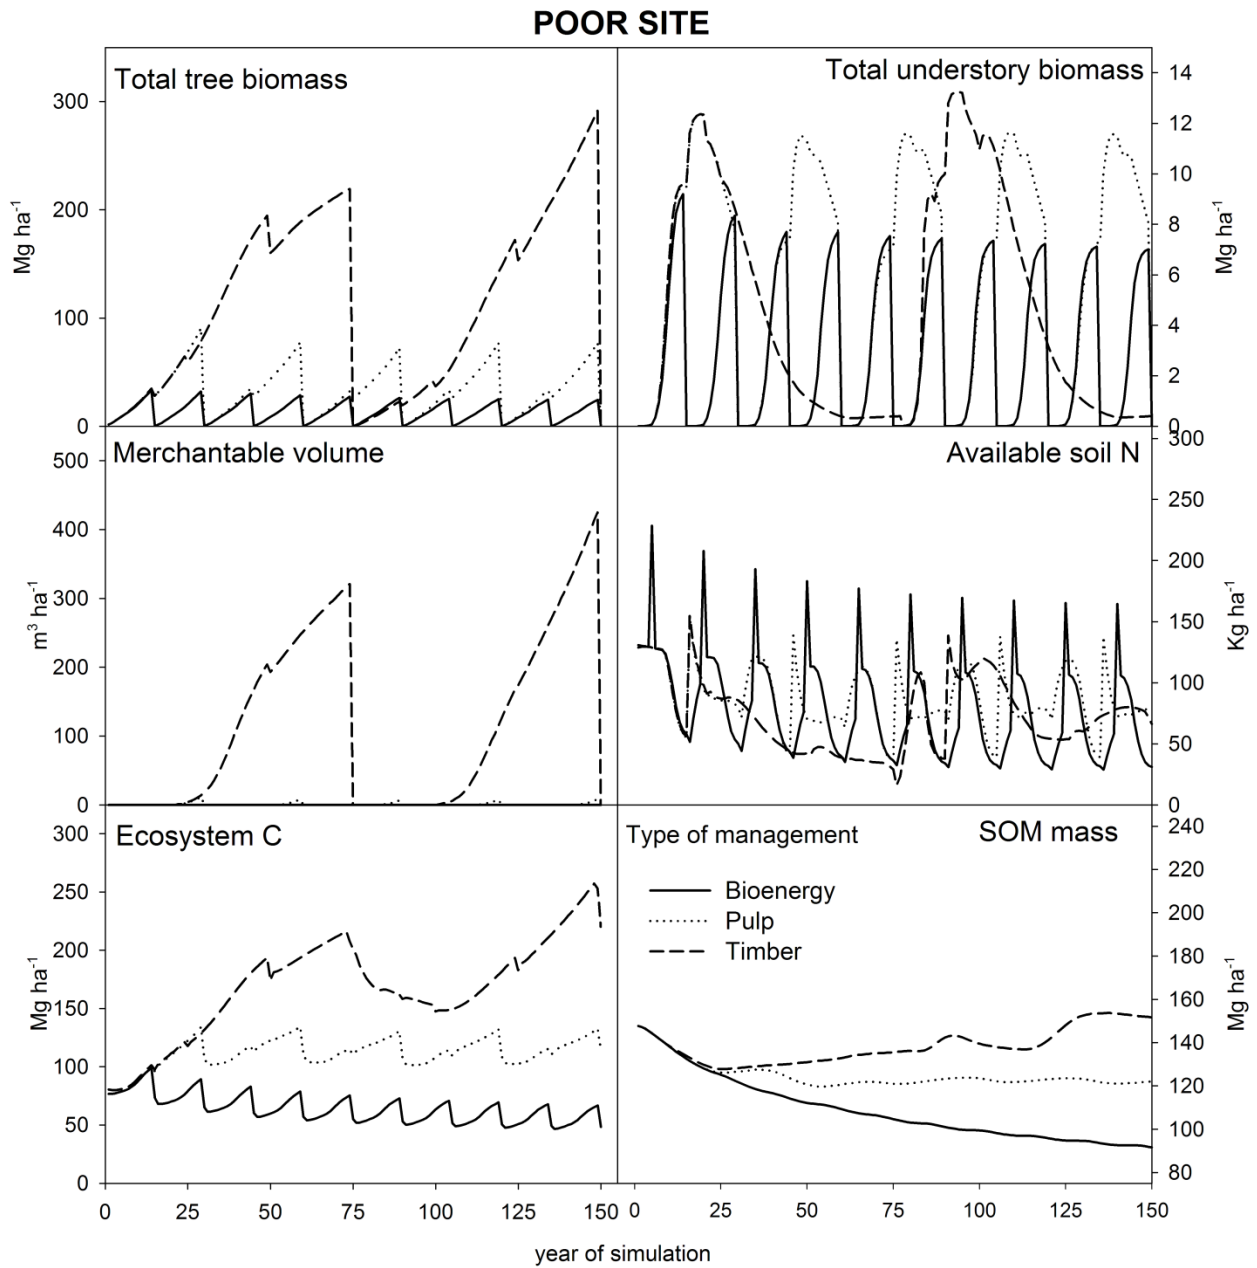 POOR SITE
Total tree biomass
300
200
100
0
Mg ha⁻¹
Total understory biomass
14
12
10
8
6
4
2
0
Mg ha⁻¹
Merchantable volume
500
400
300
200
100
0
m³ ha⁻¹
Available soil N
300
250
200
150
100
50
0
Kg ha⁻¹
Ecosystem C
300
250
200
150
100
50
0
Mg ha⁻¹
0 25 50 75 100 125 150
Type of management
Bioenergy
Pulp
Timber
SOM mass
240
220
200
180
160
140
120
100
80
Mg ha⁻¹
0 25 50 75 100 125 150
year of simulation